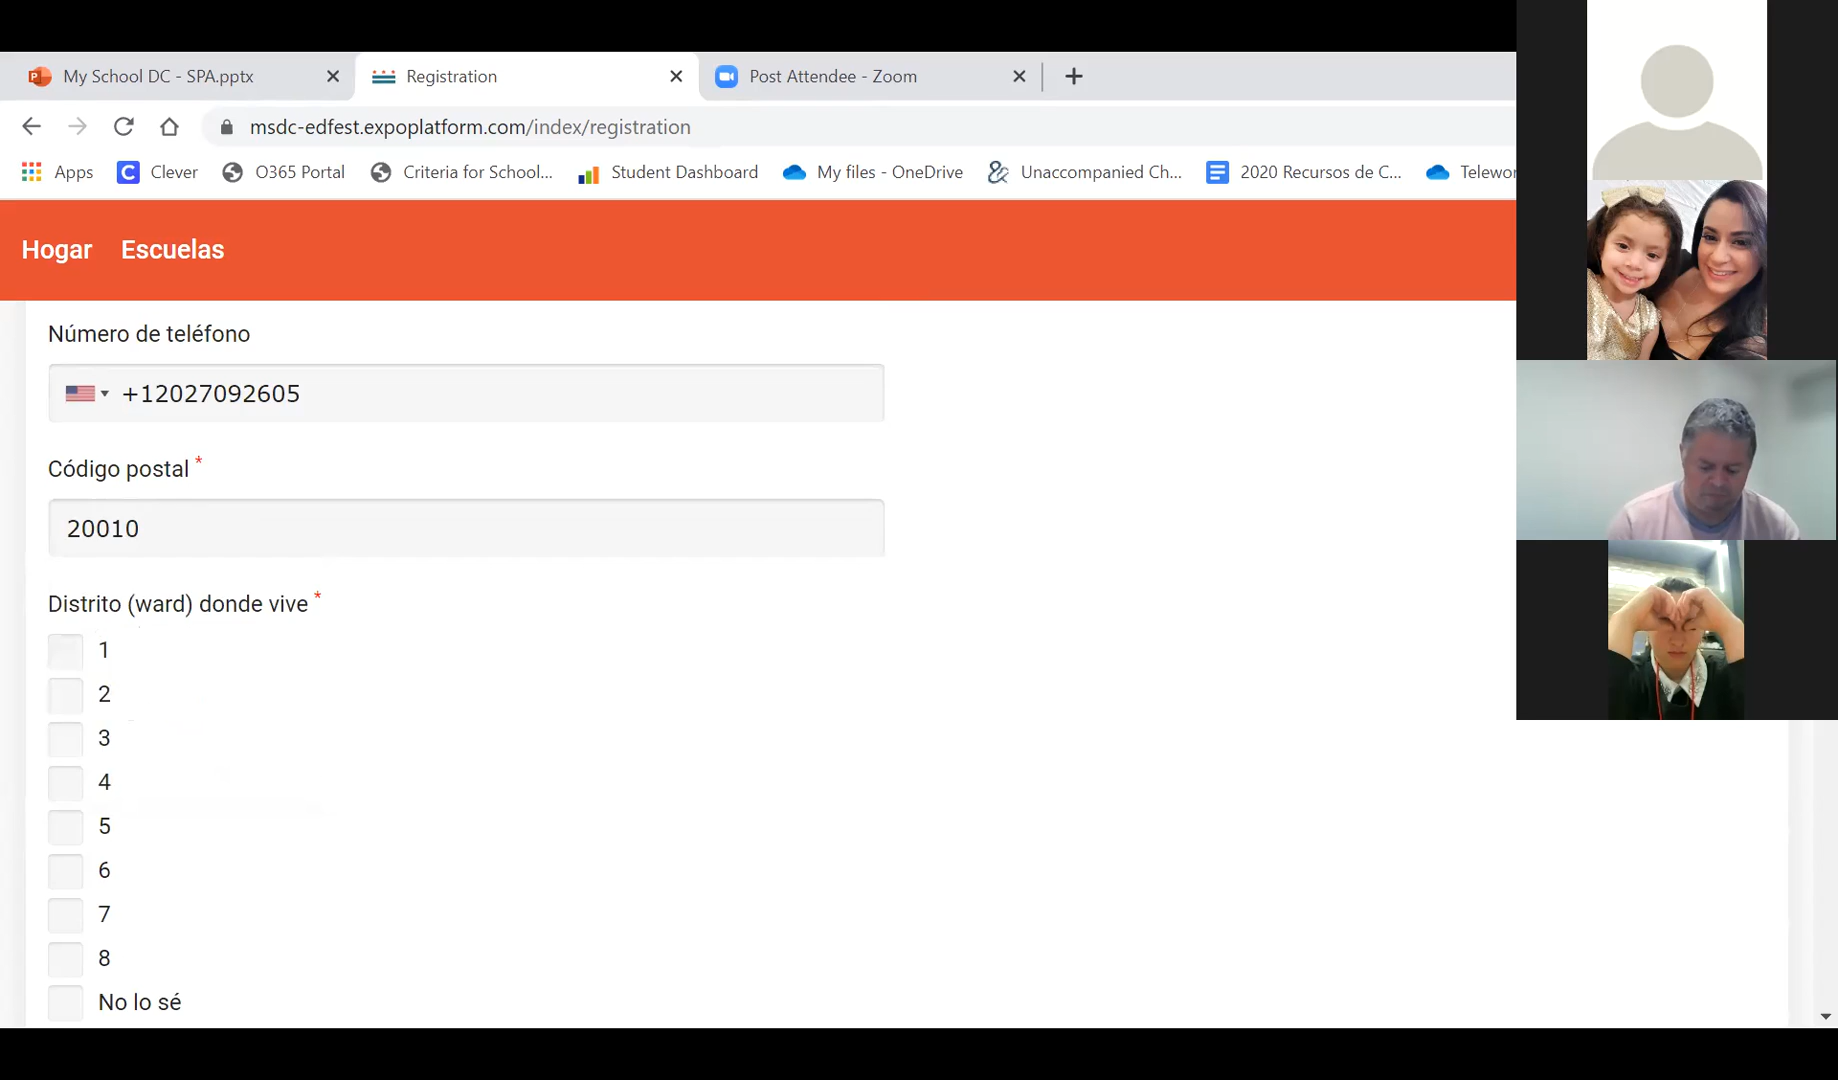 My School DC - SPA.pptx
Registration
Post Attendee - Zoom
msdc-edfest.expoplatform.com/index/registration
Apps
Clever
O365 Portal
Criteria for School...
Student Dashboard
My files - OneDrive
Unaccompanied Ch...
2020 Recursos de C...
Telewor
Hogar Escuelas
Número de teléfono
+12027092605
Código postal *
20010
Distrito (ward) donde vive *
1
2
3
4
5
6
7
8
No lo sé